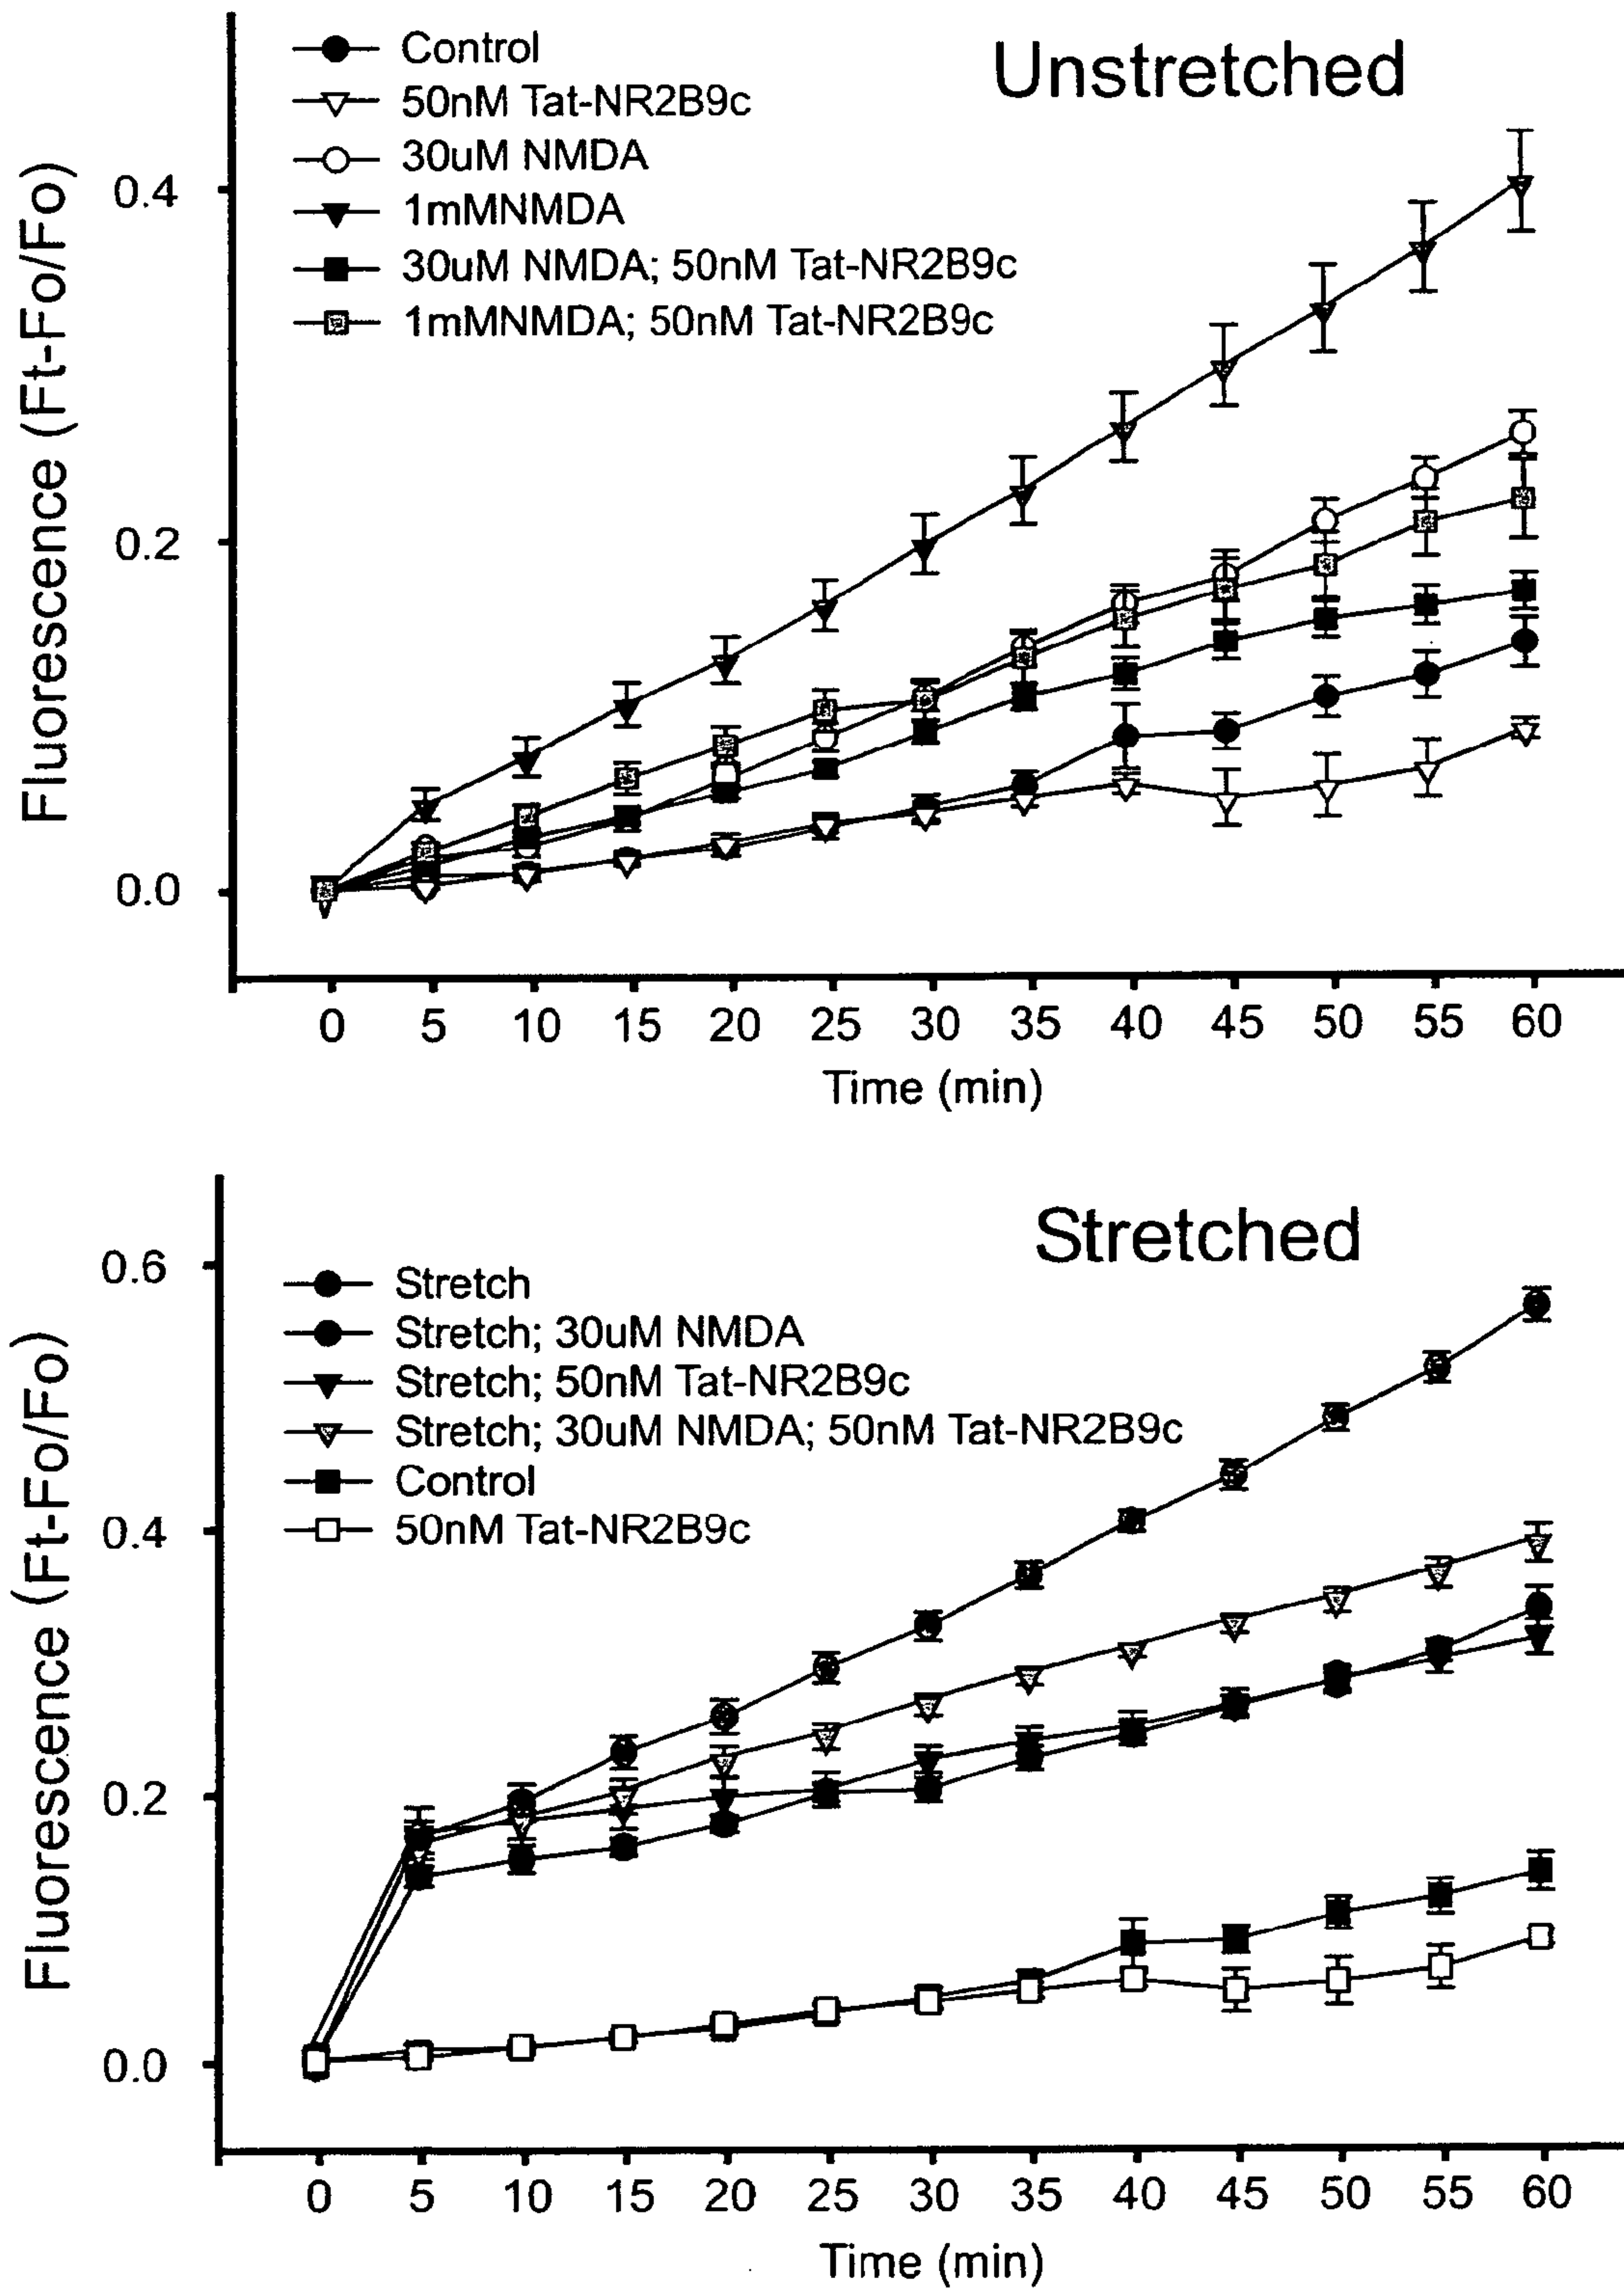 Unstretched
Control
50nM Tat-NR2B9c
30uM NMDA
1mMNMDA
30uM NMDA; 50nM Tat-NR2B9c
1mMNMDA; 50nM Tat-NR2B9c
Fluorescence (Ft-Fo/Fo)
0.4
0.2
0.0
0 5 10 15 20 25 30 35 40 45 50 55 60
Time (min)
Stretched
Stretch
Stretch; 30uM NMDA
Stretch; 50nM Tat-NR2B9c
Stretch; 30uM NMDA; 50nM Tat-NR2B9c
Control
50nM Tat-NR2B9c
Fluorescence (Ft-Fo/Fo)
0.6
0.4
0.2
0.0
0 5 10 15 20 25 30 35 40 45 50 55 60
Time (min)